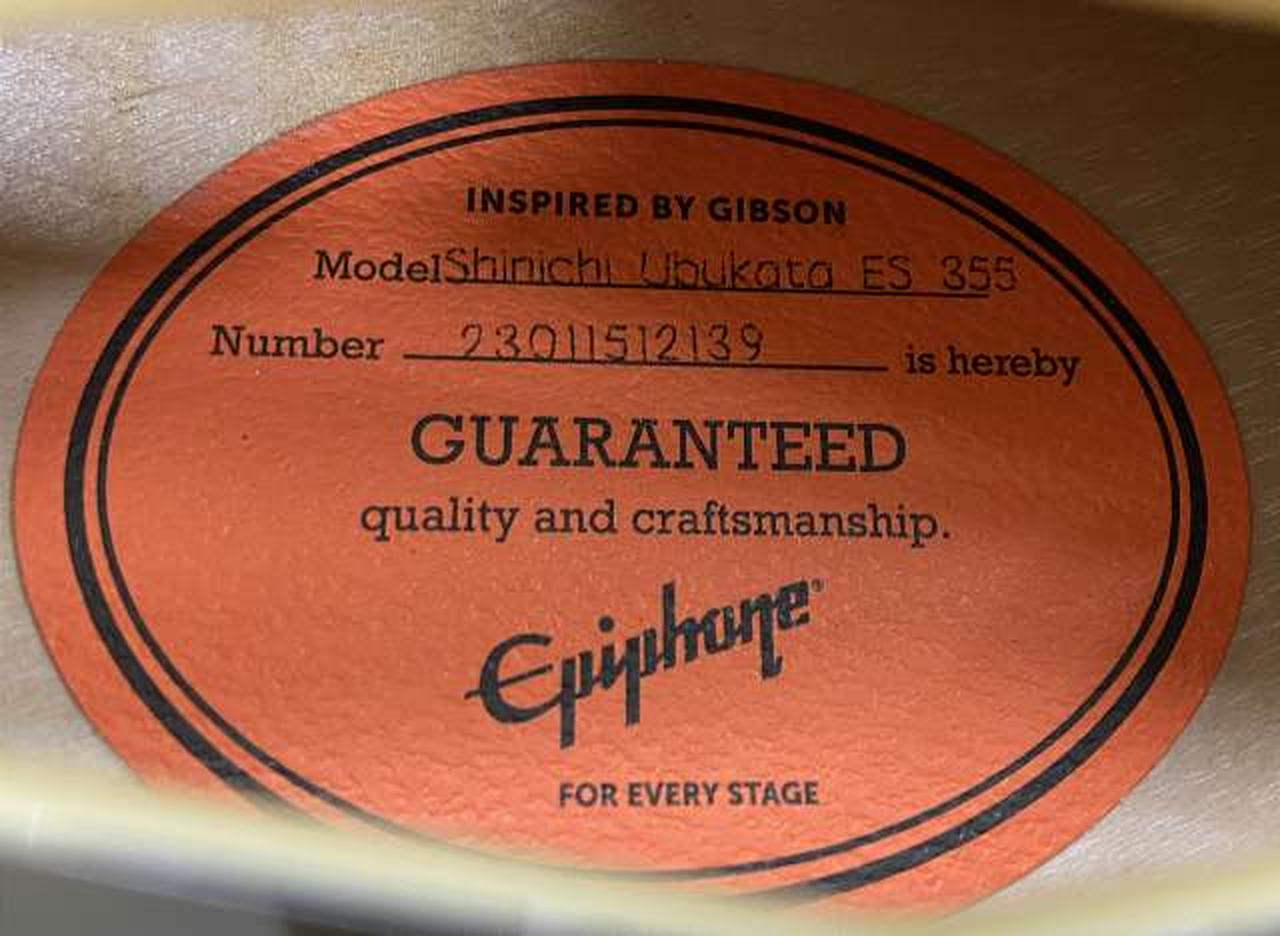 INSPIRED BY GIBSON
Model Shinichi Ubukata ES 355
Number 23011512139 is hereby
GUARANTEED
quality and craftsmanship.
Epiphone®
FOR EVERY STAGE